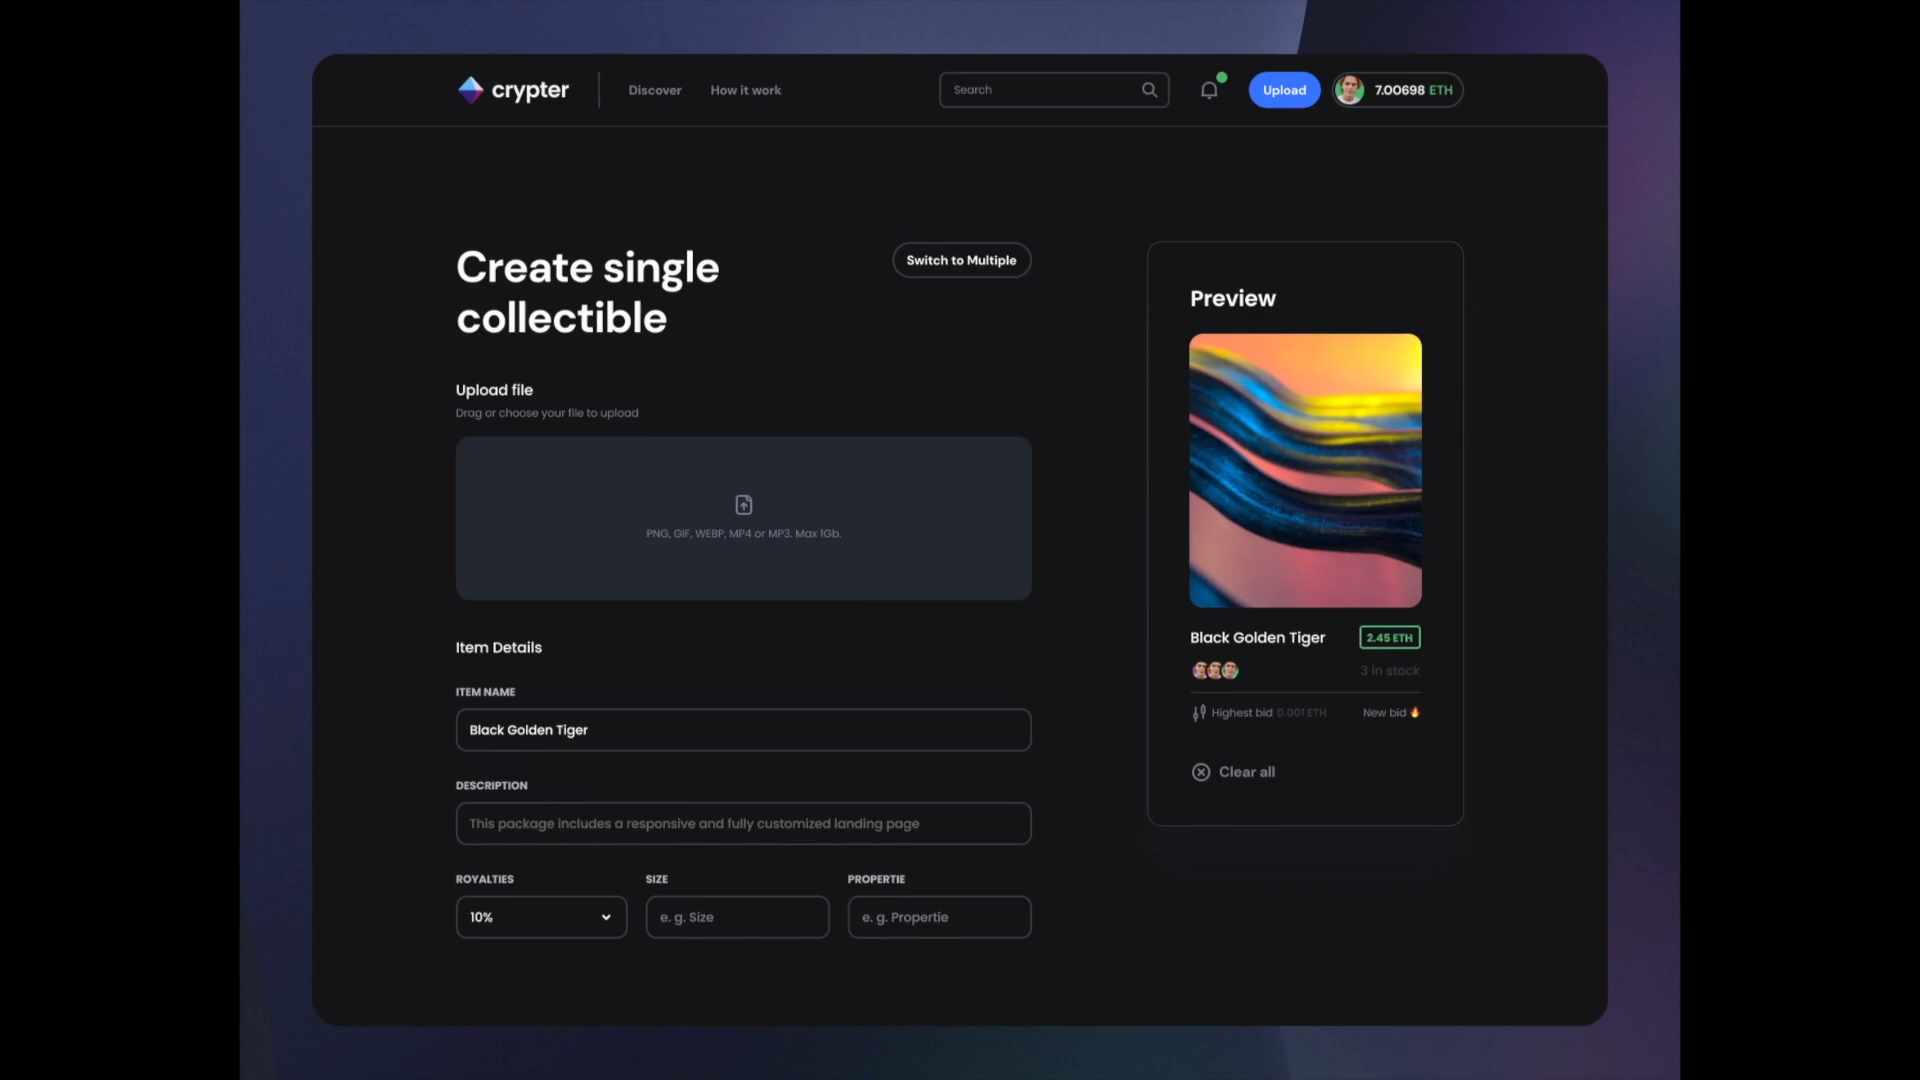 crypter
Discover
How it work
Search
Upload
7.00698 ETH
Create single
collectible
Switch to Multiple
Upload file
Drag or choose your file to upload
PNG, GIF, WEBP, MP4 or MP3. Max 1Gb.
Item Details
ITEM NAME
Black Golden Tiger
DESCRIPTION
This package includes a responsive and fully customized landing page
ROYALTIES
SIZE
PROPERTIE
10%
e. g. Size
e. g. Propertie
Preview
Black Golden Tiger
2.45 ETH
3 in stock
Highest bid 0.001 ETH
New bid 🔥
Clear all